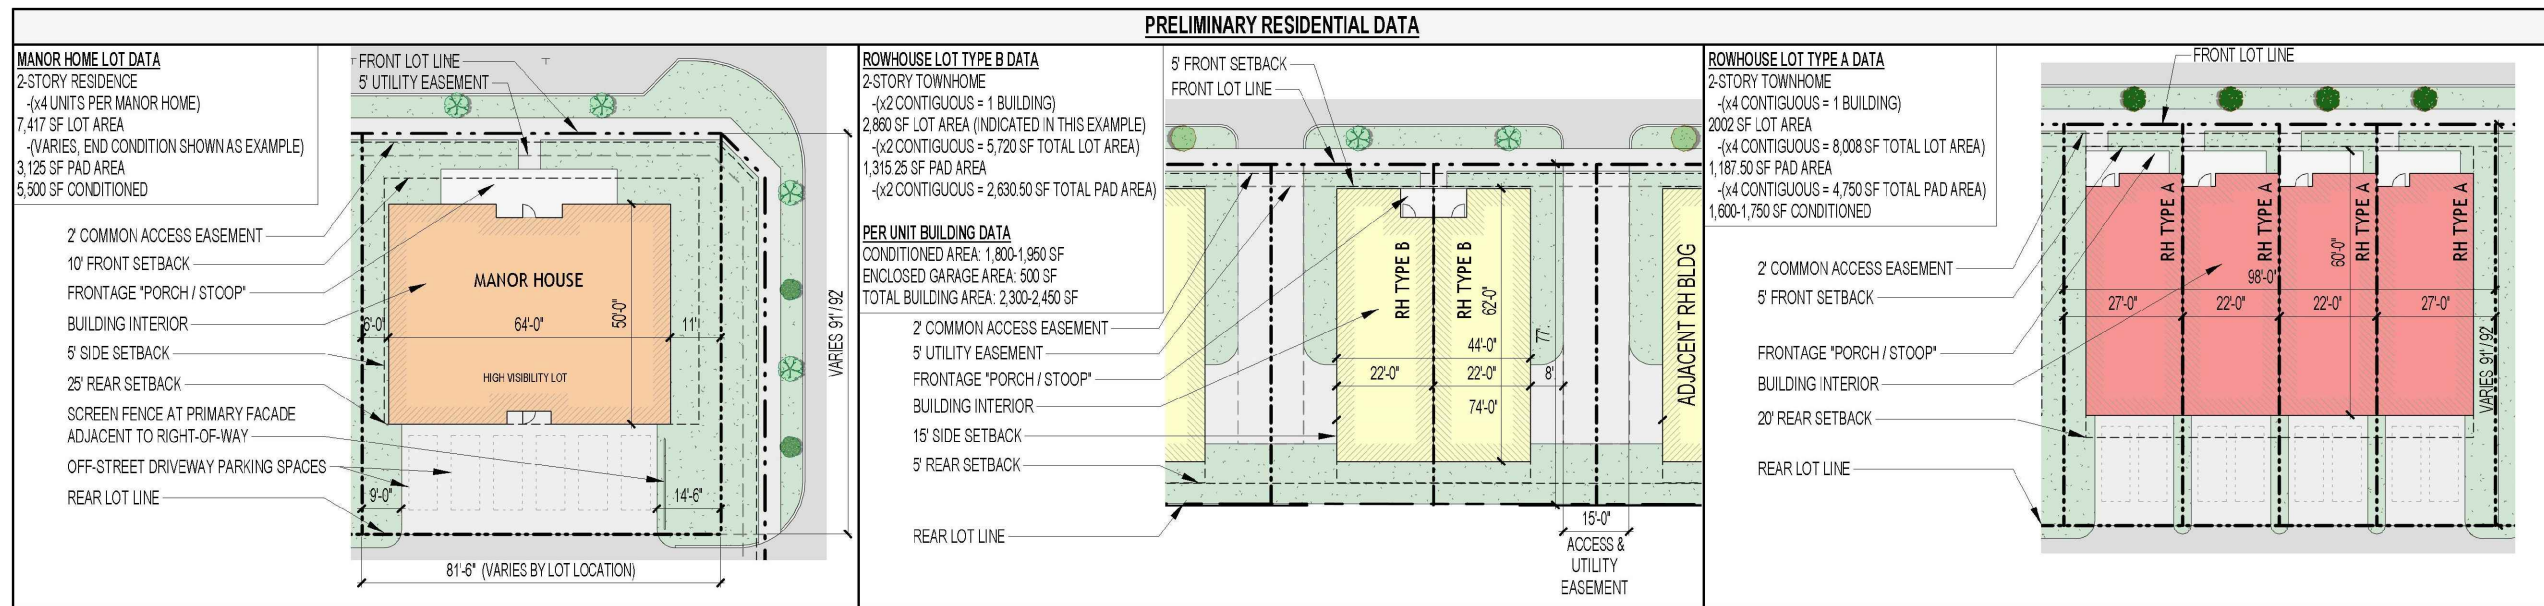 PRELIMINARY RESIDENTIAL DATA
MANOR HOME LOT DATA
2-STORY RESIDENCE
-(x4 UNITS PER MANOR HOME)
7,417 SF LOT AREA
-(VARIES, END CONDITION SHOWN AS EXAMPLE)
3,125 SF PAD AREA
5,500 SF CONDITIONED
FRONT LOT LINE
5' UTILITY EASEMENT
2' COMMON ACCESS EASEMENT
10' FRONT SETBACK
FRONTAGE "PORCH / STOOP"
BUILDING INTERIOR
5' SIDE SETBACK
25' REAR SETBACK
SCREEN FENCE AT PRIMARY FACADE
ADJACENT TO RIGHT-OF-WAY
OFF-STREET DRIVEWAY PARKING SPACES
REAR LOT LINE
MANOR HOUSE
6'-0"
64'-0"
50'-0"
11'
HIGH VISIBILITY LOT
9'-0"
14'-6"
VARIES 91'/ 92
81'-6" (VARIES BY LOT LOCATION)
ROWHOUSE LOT TYPE B DATA
2-STORY TOWNHOME
-(x2 CONTIGUOUS = 1 BUILDING)
2,860 SF LOT AREA (INDICATED IN THIS EXAMPLE)
-(x2 CONTIGUOUS = 5,720 SF TOTAL LOT AREA)
1,315.25 SF PAD AREA
-(x2 CONTIGUOUS = 2,630.50 SF TOTAL PAD AREA)
PER UNIT BUILDING DATA
CONDITIONED AREA: 1,800-1,950 SF
ENCLOSED GARAGE AREA: 500 SF
TOTAL BUILDING AREA: 2,300-2,450 SF
5' FRONT SETBACK
FRONT LOT LINE
2' COMMON ACCESS EASEMENT
5' UTILITY EASEMENT
FRONTAGE "PORCH / STOOP"
BUILDING INTERIOR
15' SIDE SETBACK
5' REAR SETBACK
REAR LOT LINE
RH TYPE B
RH TYPE B
62'-0"
77'
44'-0"
22'-0"
22'-0"
8'
74'-0"
ADJACENT RH BLDG
15'-0"
ACCESS &
UTILITY
EASEMENT
ROWHOUSE LOT TYPE A DATA
2-STORY TOWNHOME
-(x4 CONTIGUOUS = 1 BUILDING)
2002 SF LOT AREA
-(x4 CONTIGUOUS = 8,008 SF TOTAL LOT AREA)
1,187.50 SF PAD AREA
-(x4 CONTIGUOUS = 4,750 SF TOTAL PAD AREA)
1,600-1,750 SF CONDITIONED
FRONT LOT LINE
2' COMMON ACCESS EASEMENT
5' FRONT SETBACK
FRONTAGE "PORCH / STOOP"
BUILDING INTERIOR
20' REAR SETBACK
REAR LOT LINE
RH TYPE A
RH TYPE A
RH TYPE A
RH TYPE A
60'-0"
98'-0"
27'-0"
22'-0"
22'-0"
27'-0"
VARIES 91'/ 92